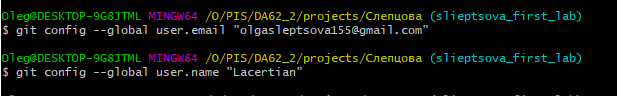 Oleg@DESKTOP-9G8JTML MINGW64 /O/PIS/DA62_2/projects/Слепцова (slieptsova_first_lab)
$ git config --global user.email "olgasleptsova155@gmail.com"
Oleg@DESKTOP-9G8JTML MINGW64 /O/PIS/DA62_2/projects/Слепцова (slieptsova_first_lab)
$ git config --global user.name "Lacertian"